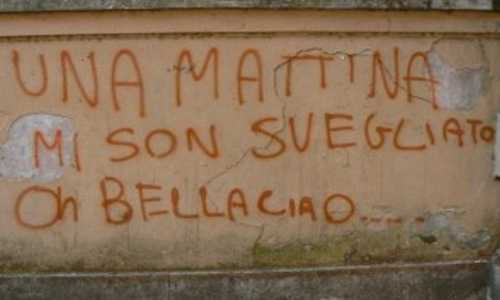 UNA MATTINA
MI SON SVEGLIATO
Oh BELLACIAO....